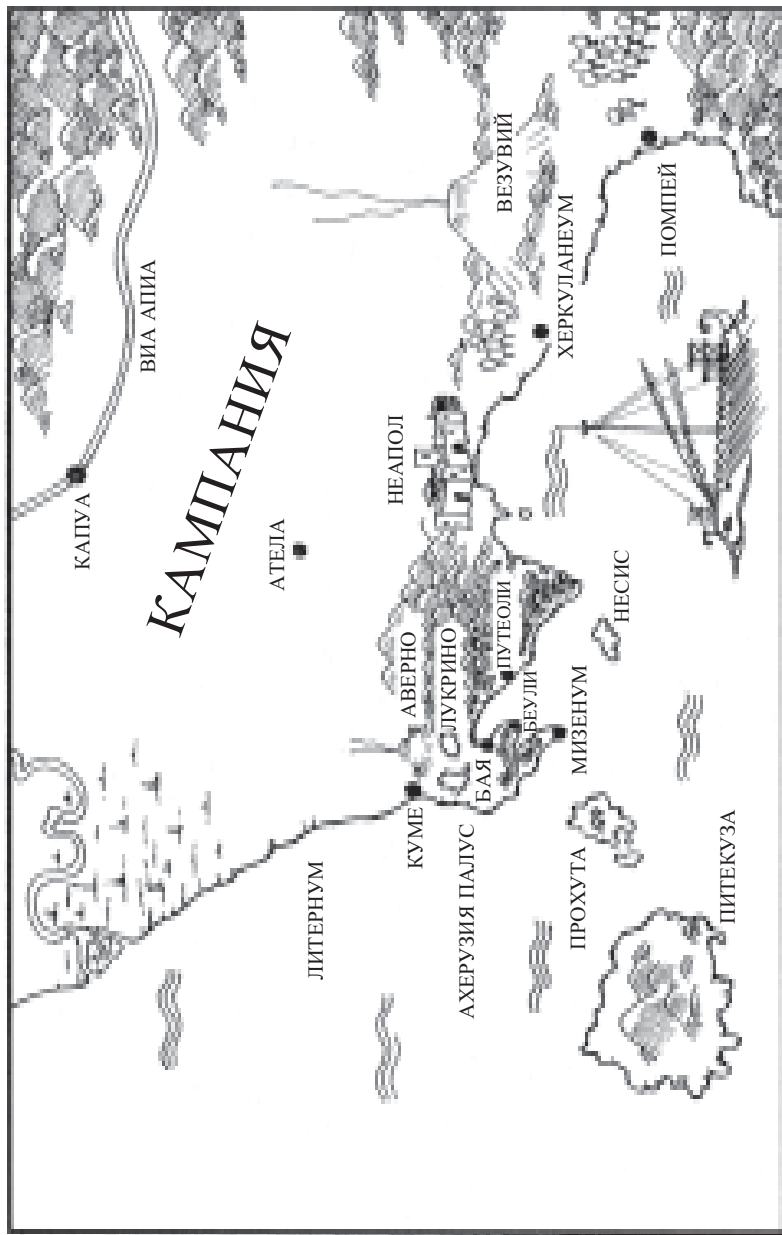 КАПУА
ВИА АПИА
КАМПАНИЯ
АТЕЛА
ЛИТЕРНУМ
КУМЕ
АВЕРНО
ЛУКРИНО
НЕАПОЛ
ВЕЗУВИЙ
АХЕРУЗИЯ ПАЛУС
БАЯ
ПУТЕОЛИ
БЕУЛИ
ХЕРКУЛАНЕУМ
МИЗЕНУМ
НЕСИС
ПОМПЕЙ
ПРОХУТА
ПИТЕКУЗА